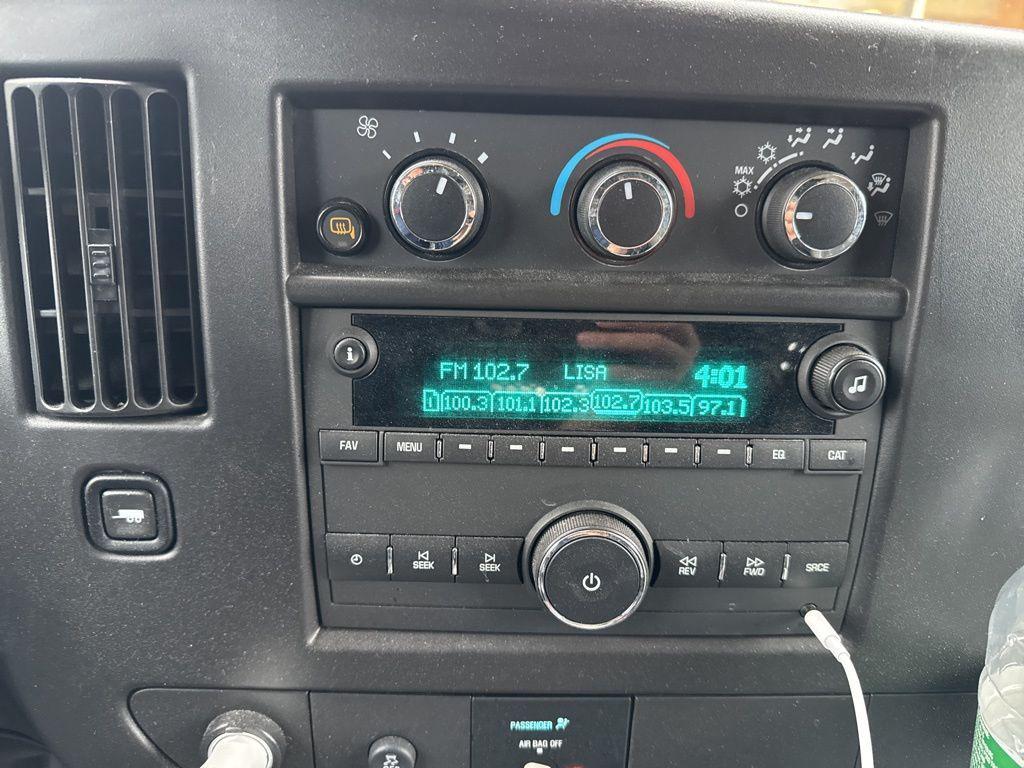 MAX
i
FM 102.7 LISA 4:01
1 100.3 101.1 102.3 102.7 103.5 97.1
FAV MENU EQ CAT
SEEK SEEK REV FWD SRCE
PASSENGER
AIR BAG OFF